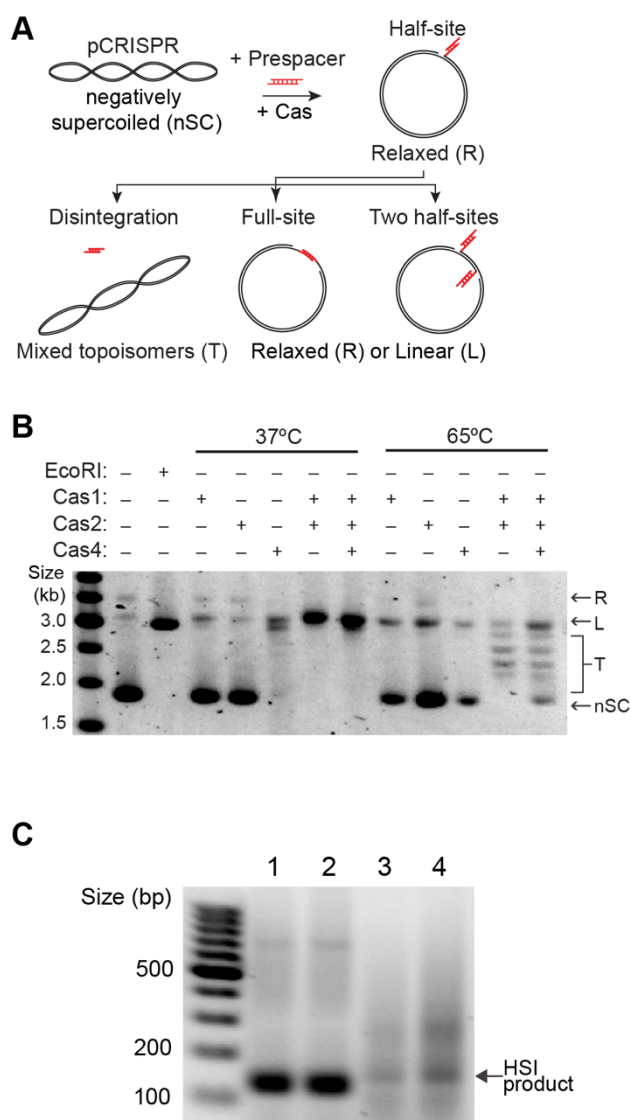 A
pCRISPR
negatively
supercoiled (nSC)
+ Prespacer
+ Cas
Half-site
Relaxed (R)
Disintegration
Full-site
Two half-sites
Mixed topoisomers (T)
Relaxed (R) or Linear (L)
B
37ºC
65ºC
EcoRI: – + – – – – – – – – – –
Cas1: – – + – – + + + – – + +
Cas2: – – – + – + + – + – + +
Cas4: – – – – + – + – – + – +
Size
(kb)
3.0
2.5
2.0
1.5
←R
←L
T
←nSC
C
1 2 3 4
Size (bp)
500
200
100
HSI
product